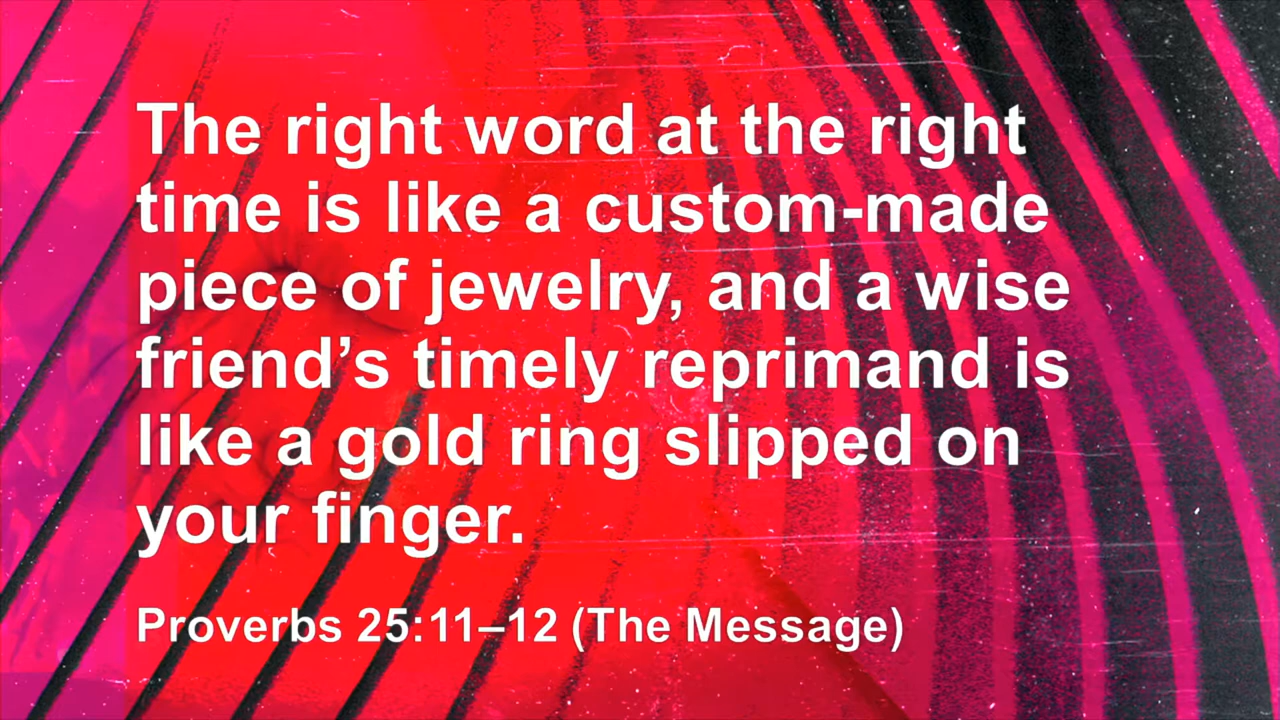 The right word at the right
time is like a custom-made
piece of jewelry, and a wise
friend’s timely reprimand is
like a gold ring slipped on
your finger.
Proverbs 25:11–12 (The Message)